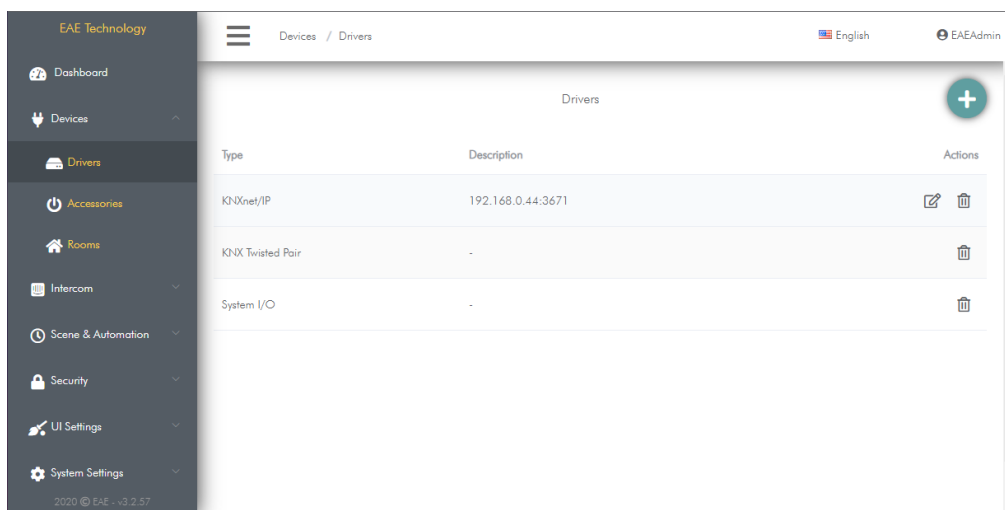 EAE Technology
Devices / Drivers
English
EAEAdmin
Dashboard
Devices
Drivers
Accessories
Rooms
Intercom
Scene & Automation
Security
UI Settings
System Settings
2020 © EAE - v3.2.57
Drivers
Type Description Actions
KNXnet/IP 192.168.0.44:3671
KNX Twisted Pair -
System I/O -